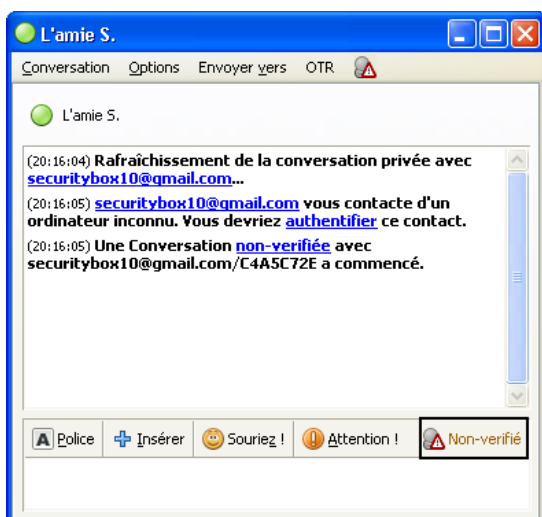 L'amie S.
Conversation Options Envoyer vers OTR
L'amie S.
(20:16:04) Rafraîchissement de la conversation privée avec
securitybox10@gmail.com...
(20:16:05) securitybox10@gmail.com vous contacte d'un
ordinateur inconnu. Vous devriez authentifier ce contact.
(20:16:05) Une Conversation non-verifiée avec
securitybox10@gmail.com/C4A5C72E a commencé.
A Police Insérer Souriez ! Attention ! Non-verifié